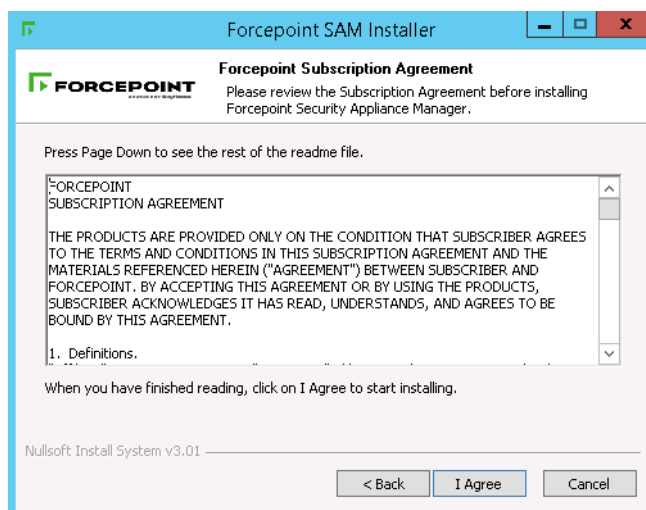 Forcepoint SAM Installer
FORCEPOINT
Forcepoint Subscription Agreement
Please review the Subscription Agreement before installing
Forcepoint Security Appliance Manager.
Press Page Down to see the rest of the readme file.
FORCEPOINT
SUBSCRIPTION AGREEMENT
THE PRODUCTS ARE PROVIDED ONLY ON THE CONDITION THAT SUBSCRIBER AGREES
TO THE TERMS AND CONDITIONS IN THIS SUBSCRIPTION AGREEMENT AND THE
MATERIALS REFERENCED HEREIN ("AGREEMENT") BETWEEN SUBSCRIBER AND
FORCEPOINT. BY ACCEPTING THIS AGREEMENT OR BY USING THE PRODUCTS,
SUBSCRIBER ACKNOWLEDGES IT HAS READ, UNDERSTANDS, AND AGREES TO BE
BOUND BY THIS AGREEMENT.
1. Definitions.
When you have finished reading, click on I Agree to start installing.
Nullsoft Install System v3.01
< Back
I Agree
Cancel